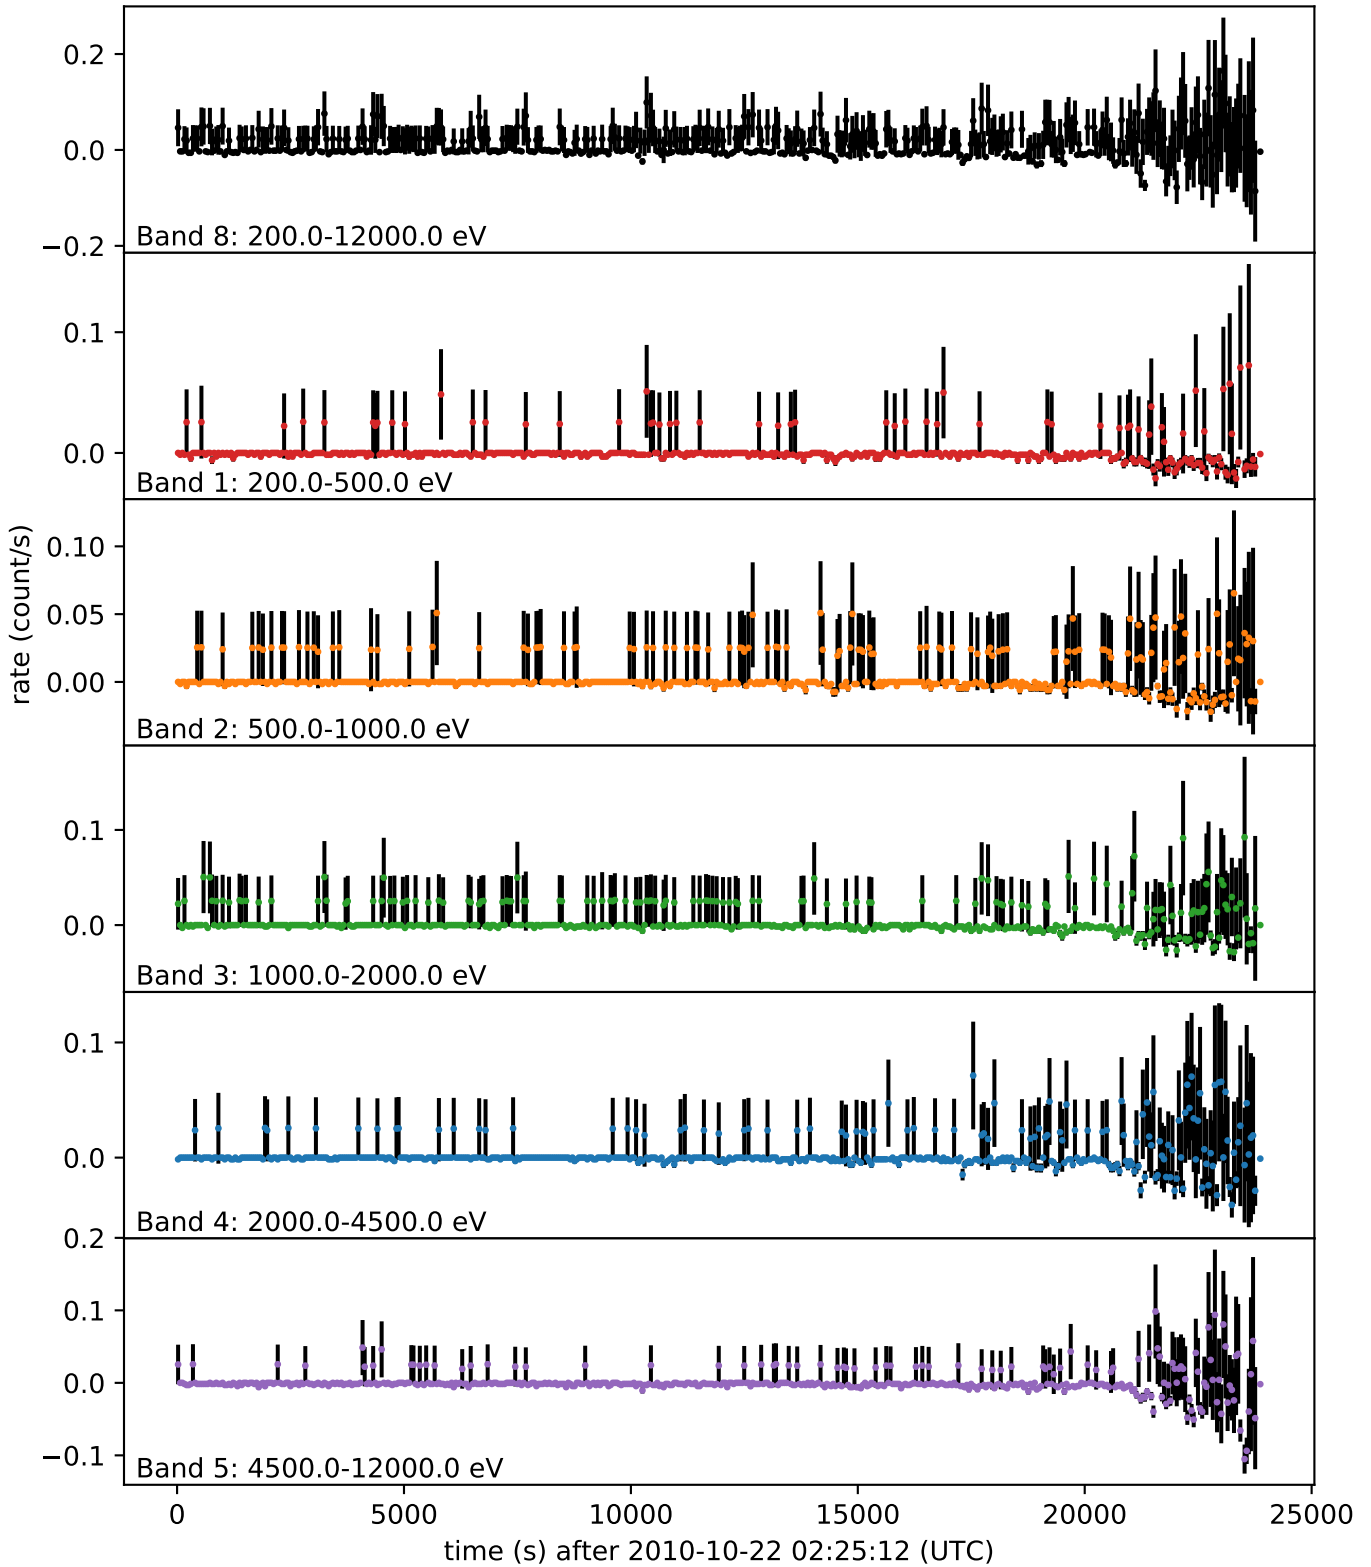 0.2
0.0
−0.2
Band 8: 200.0-12000.0 eV
0.1
0.0
Band 1: 200.0-500.0 eV
rate (count/s)
0.10
0.05
0.00
Band 2: 500.0-1000.0 eV
0.1
0.0
Band 3: 1000.0-2000.0 eV
0.1
0.0
Band 4: 2000.0-4500.0 eV
0.2
0.1
0.0
−0.1
Band 5: 4500.0-12000.0 eV
0 5000 10000 15000 20000 25000
time (s) after 2010-10-22 02:25:12 (UTC)